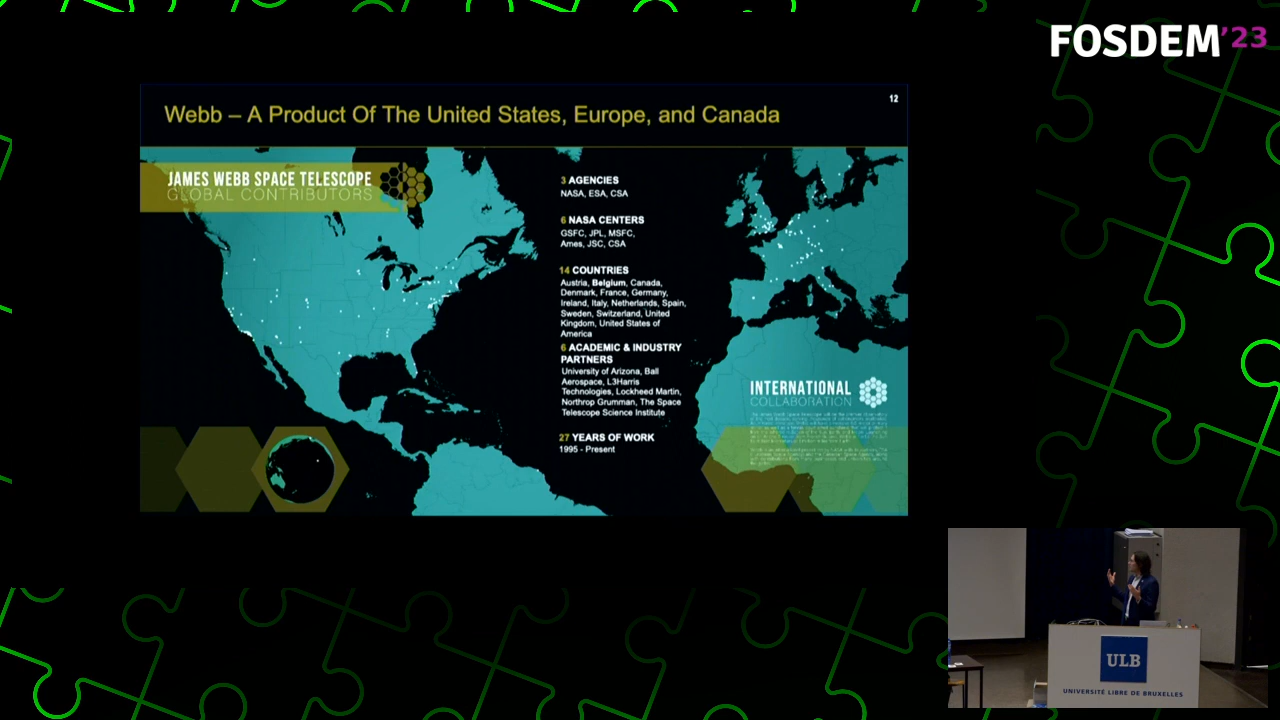 FOSDEM'23
12
Webb – A Product Of The United States, Europe, and Canada
JAMES WEBB SPACE TELESCOPE
GLOBAL CONTRIBUTORS
3 AGENCIES
NASA, ESA, CSA
6 NASA CENTERS
GSFC, JPL, MSFC,
Ames, JSC, CSA
14 COUNTRIES
Austria, Belgium, Canada,
Denmark, France, Germany,
Ireland, Italy, Netherlands, Spain,
Sweden, Switzerland, United
Kingdom, United States of
America
6 ACADEMIC & INDUSTRY
PARTNERS
University of Arizona, Ball
Aerospace, L3Harris
Technologies, Lockheed Martin,
Northrop Grumman, The Space
Telescope Science Institute
27 YEARS OF WORK
1995 - Present
INTERNATIONAL
COLLABORATION
ULB
UNIVERSITÉ LIBRE DE BRUXELLES